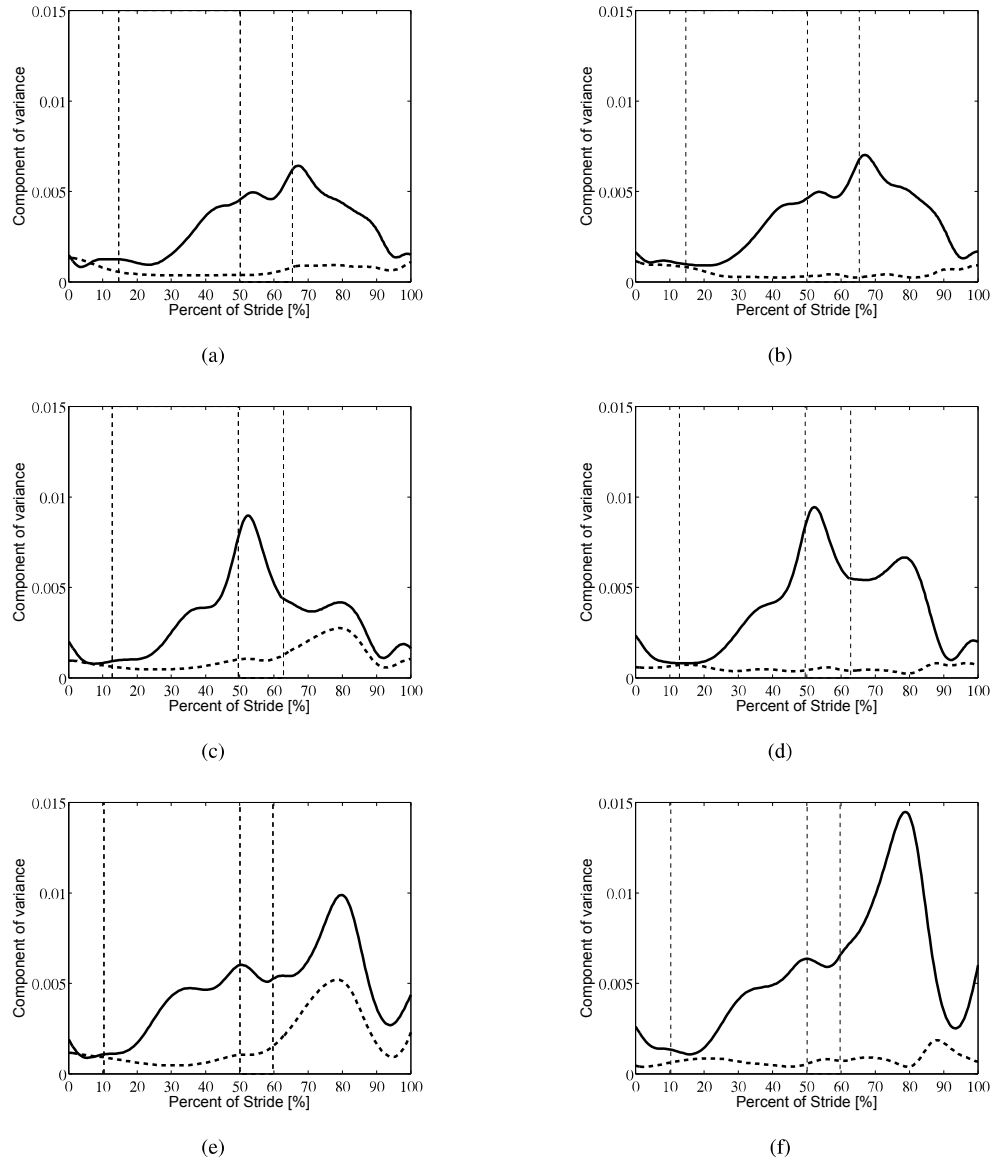 0.015 0.015
0.01 0.01
0.005 0.005
0 0
Component of variance Component of variance
0 10 20 30 40 50 60 70 80 90 100 0 10 20 30 40 50 60 70 80 90 100
Percent of Stride [%] Percent of Stride [%]
(a) (b)
0.015 0.015
0.01 0.01
0.005 0.005
0 0
Component of variance Component of variance
0 10 20 30 40 50 60 70 80 90 100 0 10 20 30 40 50 60 70 80 90 100
Percent of Stride [%] Percent of Stride [%]
(c) (d)
0.015 0.015
0.01 0.01
0.005 0.005
0 0
Component of variance Component of variance
0 10 20 30 40 50 60 70 80 90 100 0 10 20 30 40 50 60 70 80 90 100
Percent of Stride [%] Percent of Stride [%]
(e) (f)